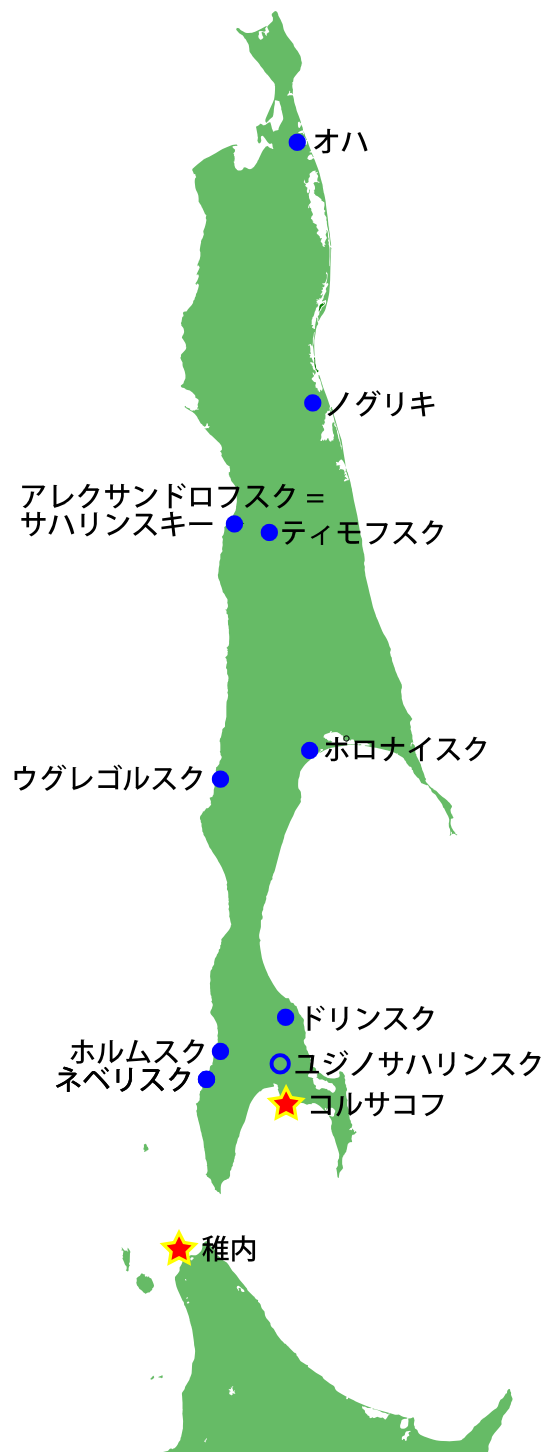 オハ
ノグリキ
アレクサンドロフスク =
サハリンスキー
ティモフスク
ポロナイスク
ウグレゴルスク
ドリンスク
ホルムスク
ユジノサハリンスク
ネベリスク
コルサコフ
稚内